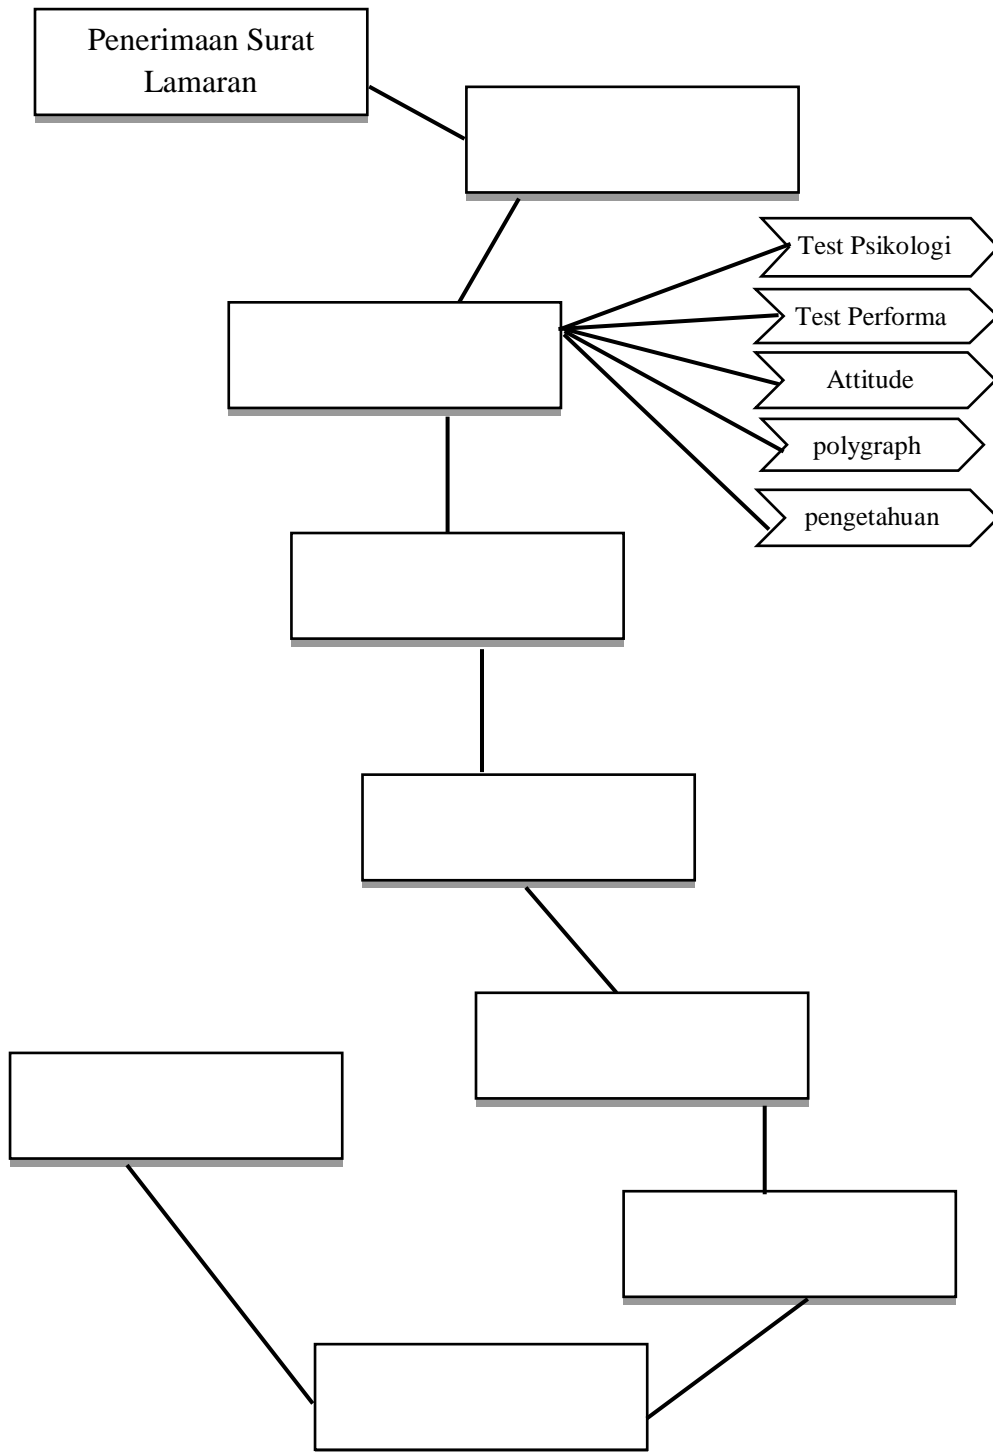 Penerimaan Surat
Lamaran
Test Psikologi
Test Performa
Attitude
polygraph
pengetahuan